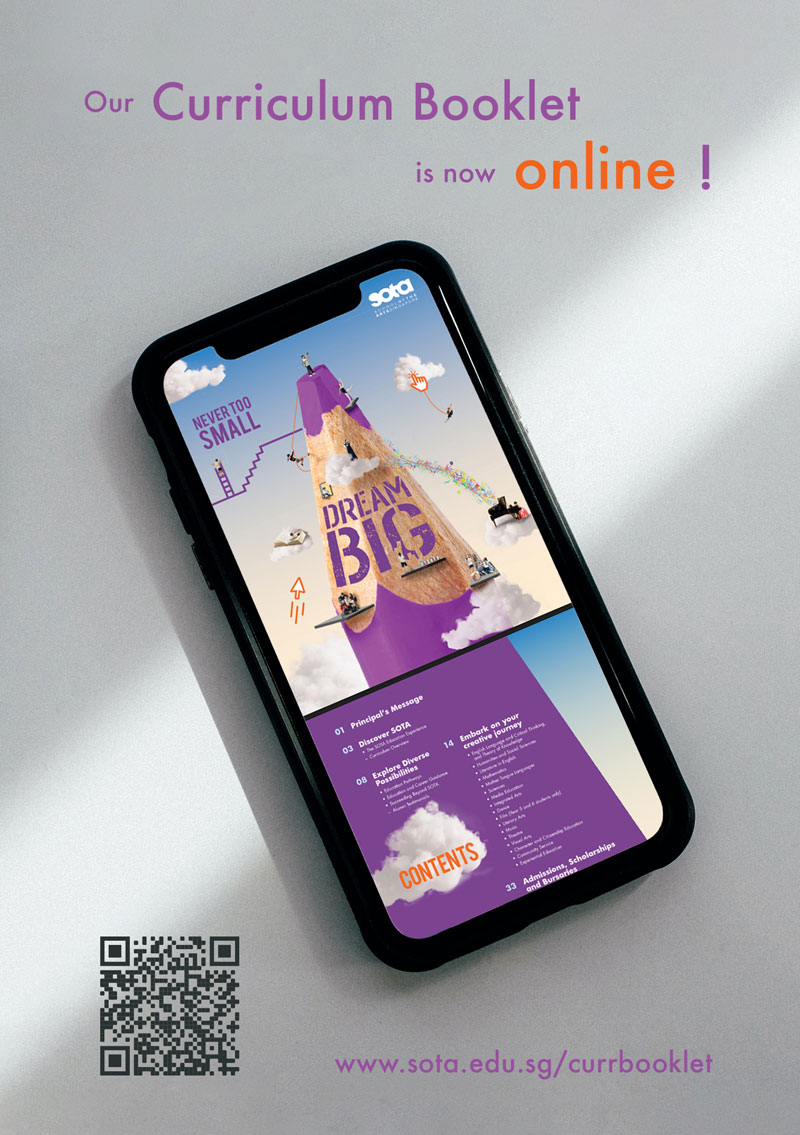 Our Curriculum Booklet
is now online !
sota
SCHOOL OF THE
ARTS SINGAPORE
NEVER TOO
SMALL
DREAM
BIG
01 Principal's Message
03 Discover SOTA
• The SOTA Education Experience
– Curriculum Overview
08 Explore Diverse
Possibilities
• Education Pathways
• Education and Career Guidance
• Succeeding Beyond SOTA
– Alumni Testimonials
CONTENTS
14 Embark on your
creative journey
• English Language and Critical Thinking,
and Theory of Knowledge
• Humanities and Social Sciences
• Literature in English
• Mathematics
• Mother Tongue Languages
• Sciences
• Media Education
• Integrated Arts
• Dance
• Film (Year 5 and 6 students only)
• Literary Arts
• Music
• Theatre
• Visual Arts
• Character and Citizenship Education
• Community Service
• Experiential Education
33 Admissions, Scholarships
and Bursaries
www.sota.edu.sg/currbooklet